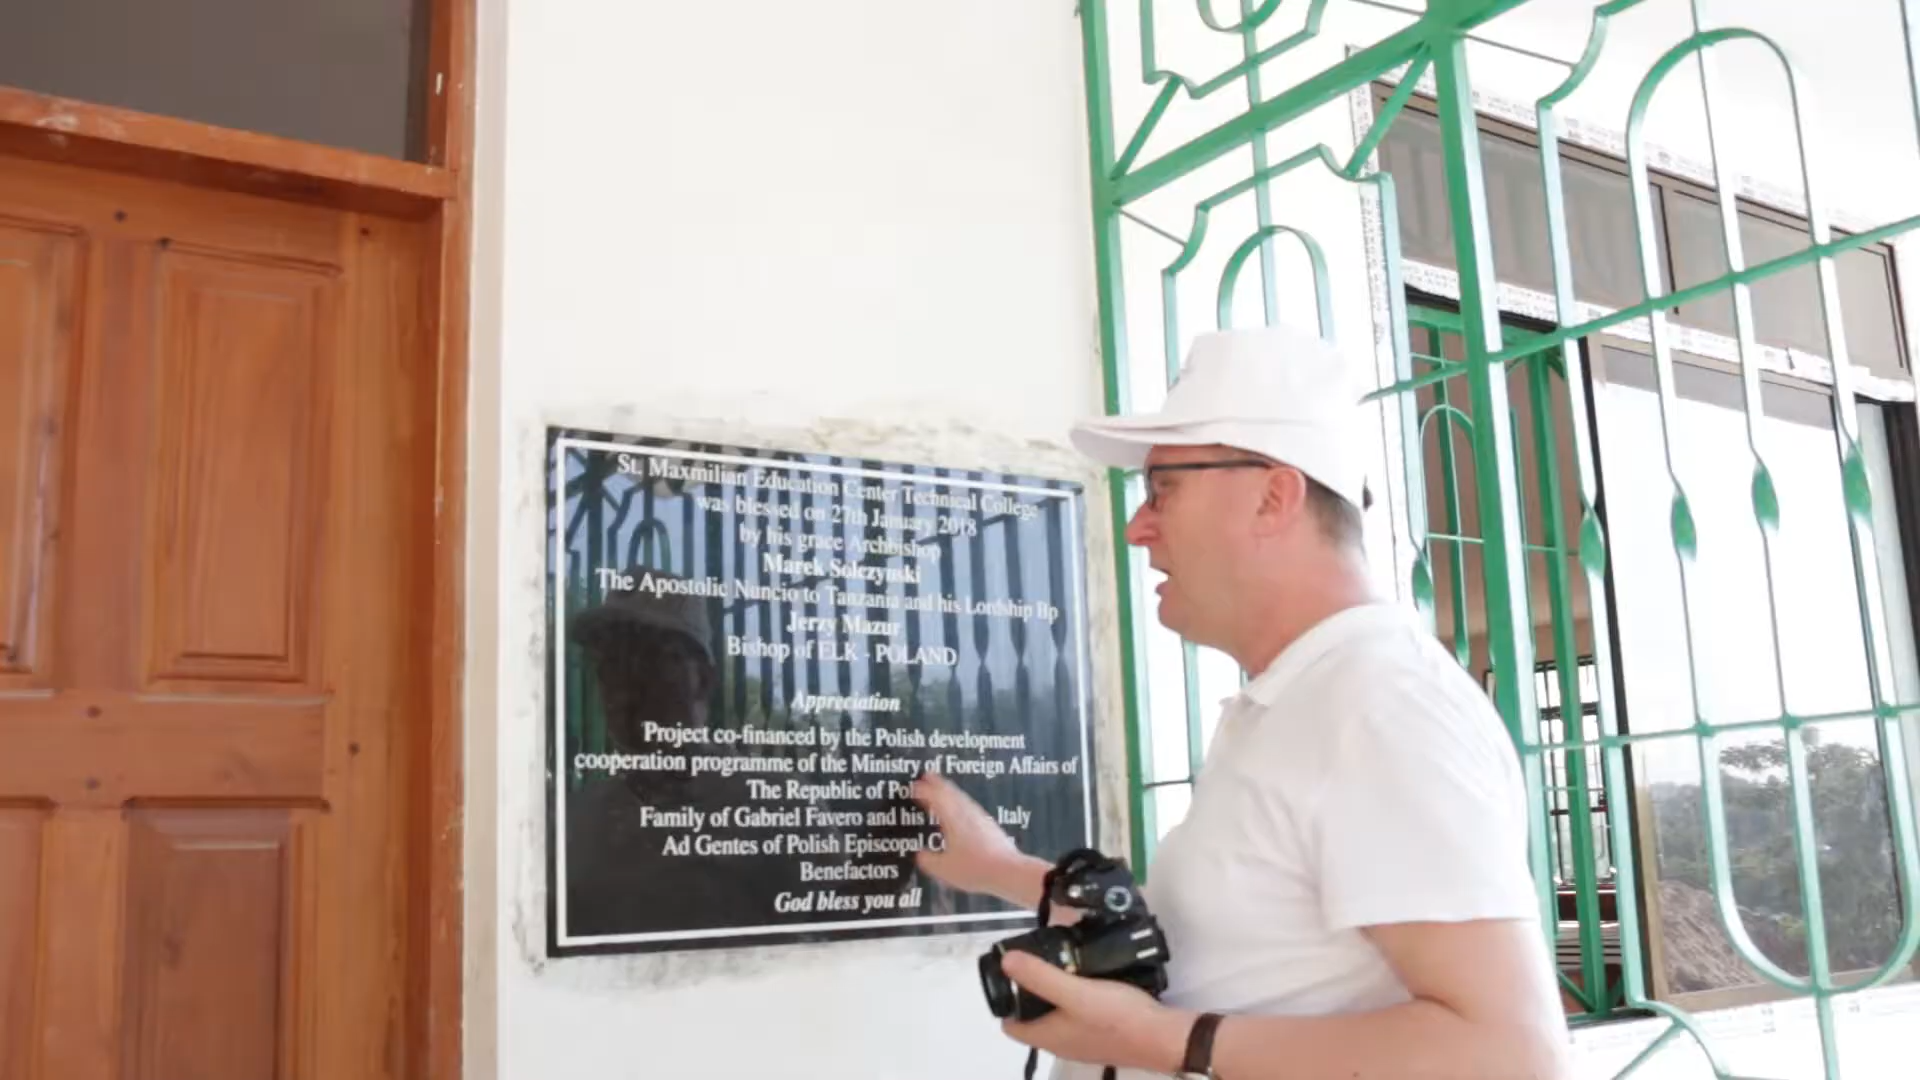 St. Maxmilian Education Center Technical College
was blessed on 27th January 2018
by his grace Archbishop
Marek Solczynski
The Apostolic Nuncio to Tanzania and his Lordship Bp
Jerzy Mazur
Bishop of ELK - POLAND
Appreciation
Project co-financed by the Polish development
cooperation programme of the Ministry of Foreign Affairs of
The Republic of
Family of Gabriel Favero and his Italy
Ad Gentes of Polish Episcopal
Benefactors
God bless you all